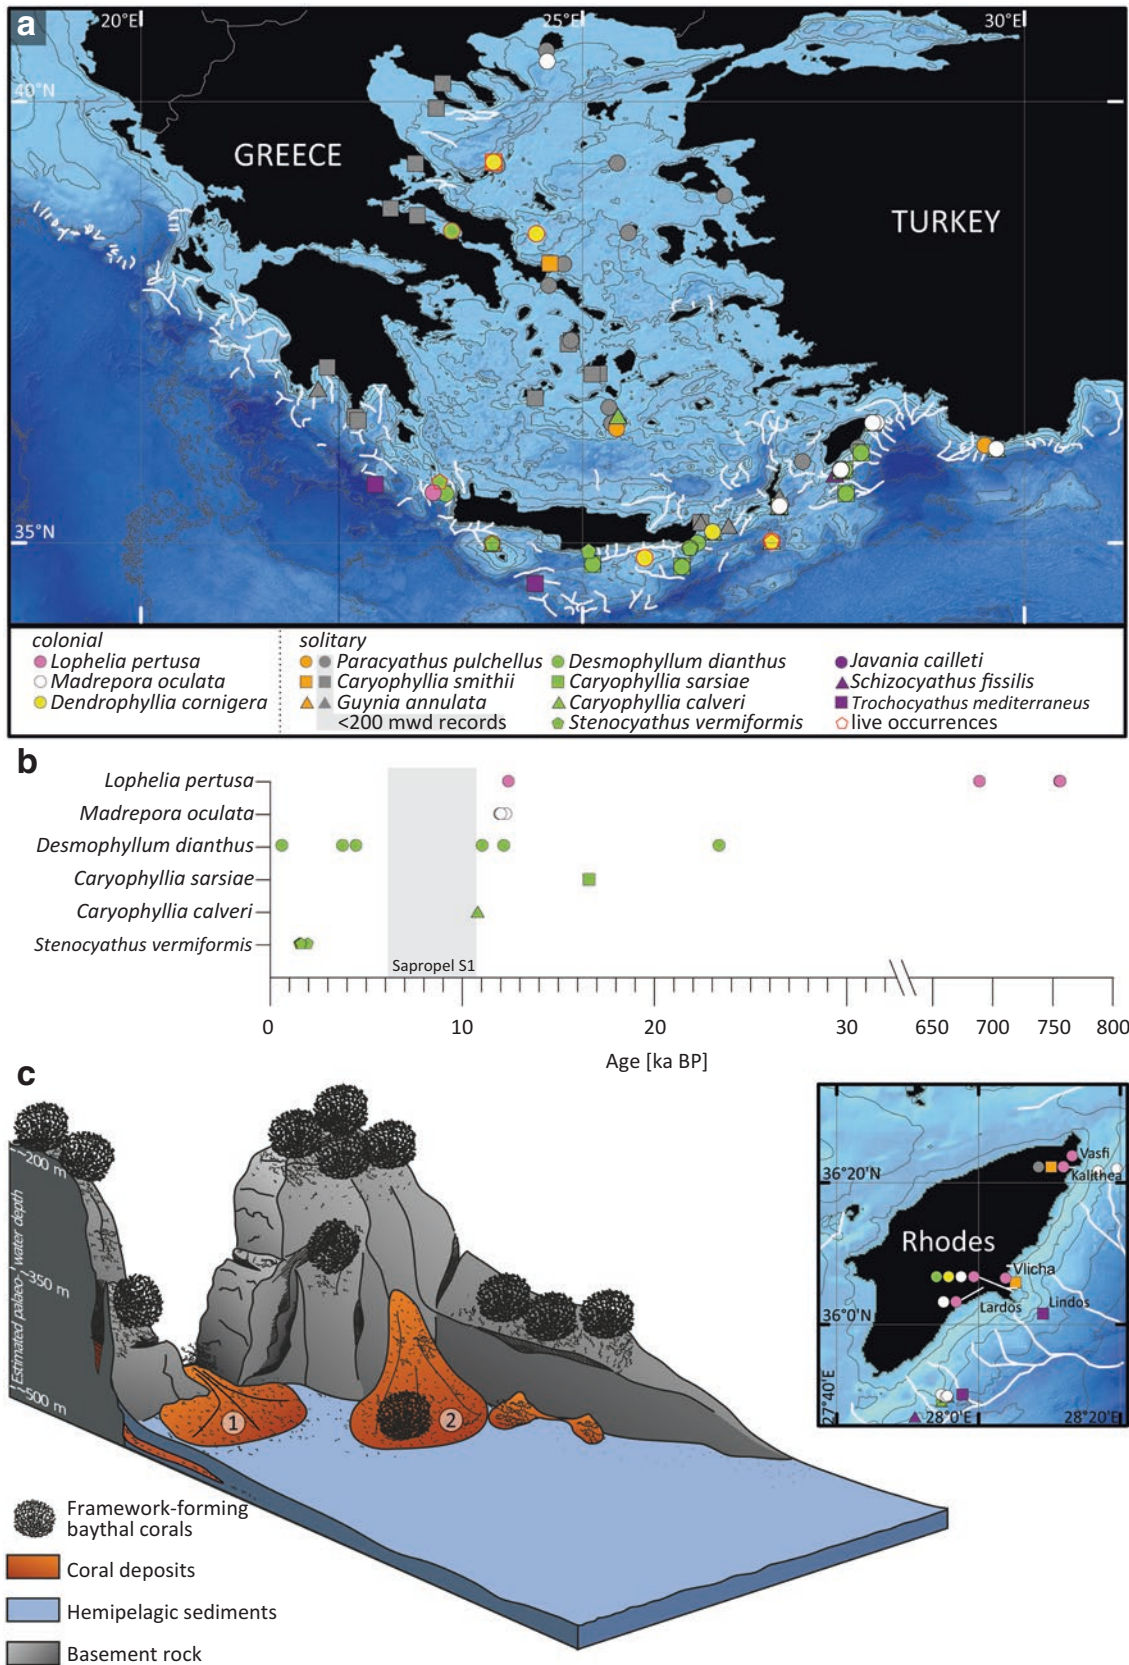 a
20°E
25°E
30°E
40°N
GREECE
TURKEY
35°N
colonial
Lophelia pertusa
Madrepora oculata
Dendrophyllia cornigera
solitary
Paracyathus pulchellus
Caryophyllia smithii
Guynia annulata
<200 mwd records
Desmophyllum dianthus
Caryophyllia sarsiae
Caryophyllia calveri
Stenocyathus vermiformis
Javania cailleti
Schizocyathus fissilis
Trochocyathus mediterraneus
live occurrences
b
Lophelia pertusa
Madrepora oculata
Desmophyllum dianthus
Caryophyllia sarsiae
Caryophyllia calveri
Stenocyathus vermiformis
Sapropel S1
0 10 20 30 650 700 750 800
Age [ka BP]
c
~200 m
~350 m
~500 m
Estimated palaeo-water depth
1
2
Framework-forming
baythal corals
Coral deposits
Hemipelagic sediments
Basement rock
36°20'N
36°0'N
27°40'E
28°0'E
28°20'E
Rhodes
Vasfi
Kalithea
Vlicha
Lardos
Lindos